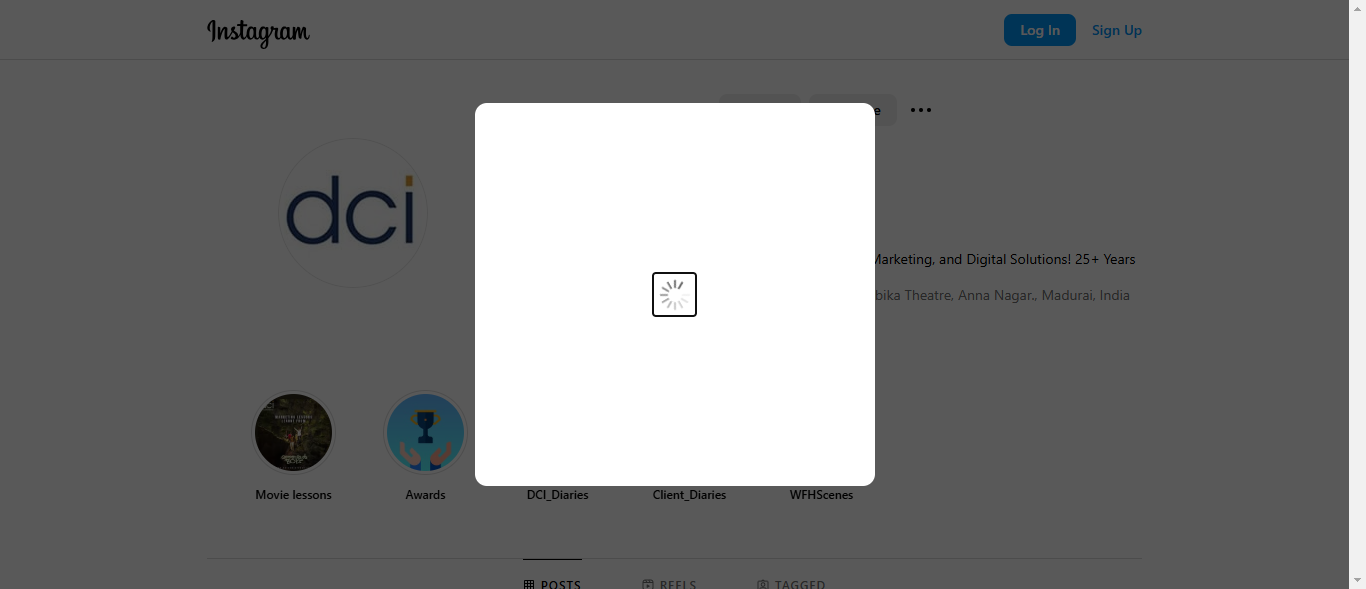 Instagram
Log In
Sign Up
e
dci
Marketing, and Digital Solutions! 25+ Years
bika Theatre, Anna Nagar., Madurai, India
Movie lessons
Awards
DCI_Diaries
Client_Diaries
WFHScenes
POSTS
REELS
TAGGED